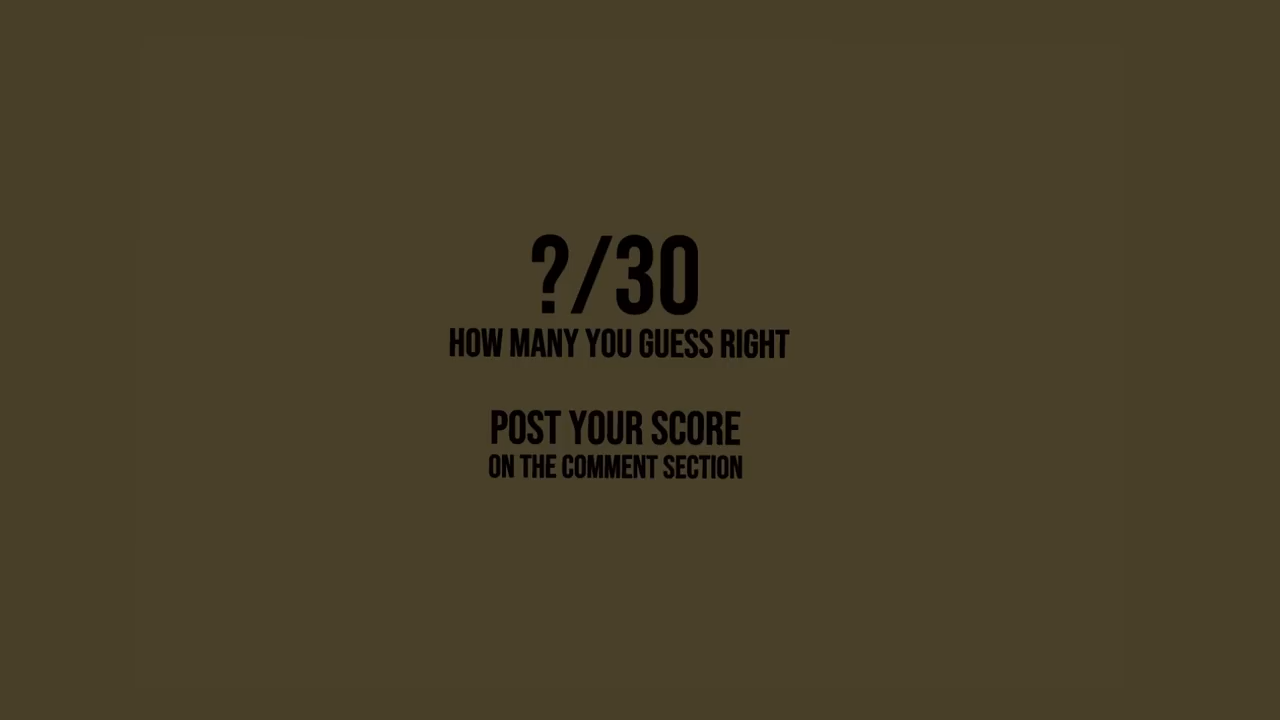 ?/30
HOW MANY YOU GUESS RIGHT
POST YOUR SCORE
ON THE COMMENT SECTION